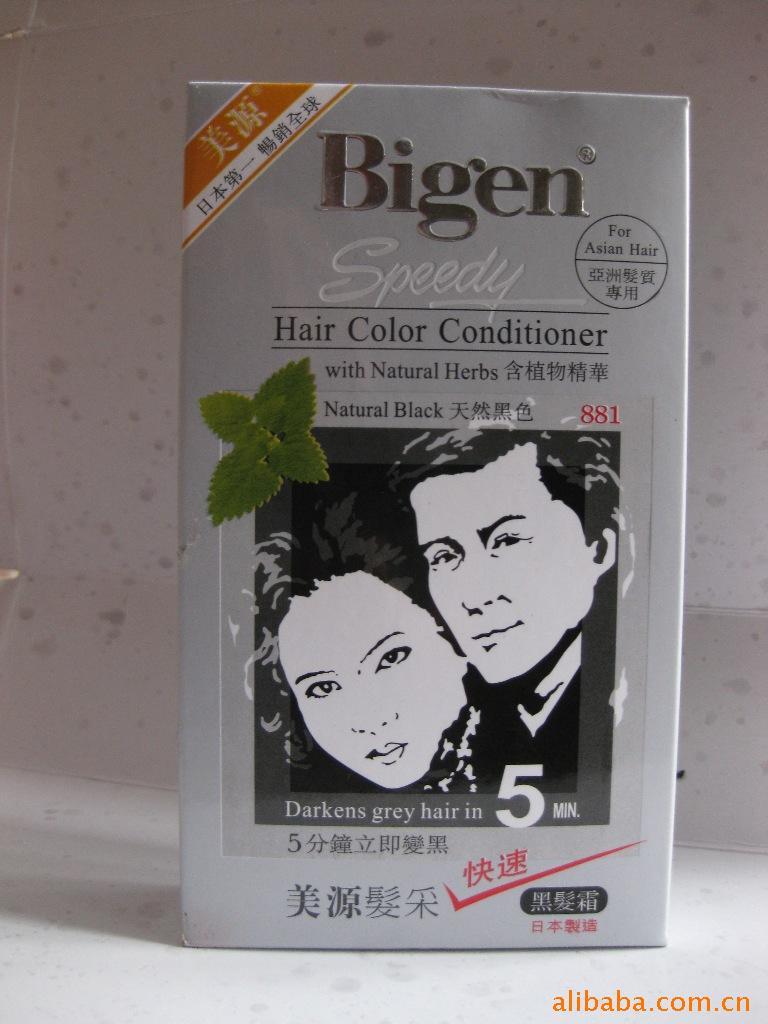 美源®
日本第一 暢銷全球
Bigen®
Speedy
For
Asian Hair
亞洲髮質
專用
Hair Color Conditioner
with Natural Herbs 含植物精華
Natural Black 天然黑色 881
Darkens grey hair in 5 MIN.
5分鐘立即變黑
快速
美源髮采 黑髮霜
日本製造
alibaba.com.cn